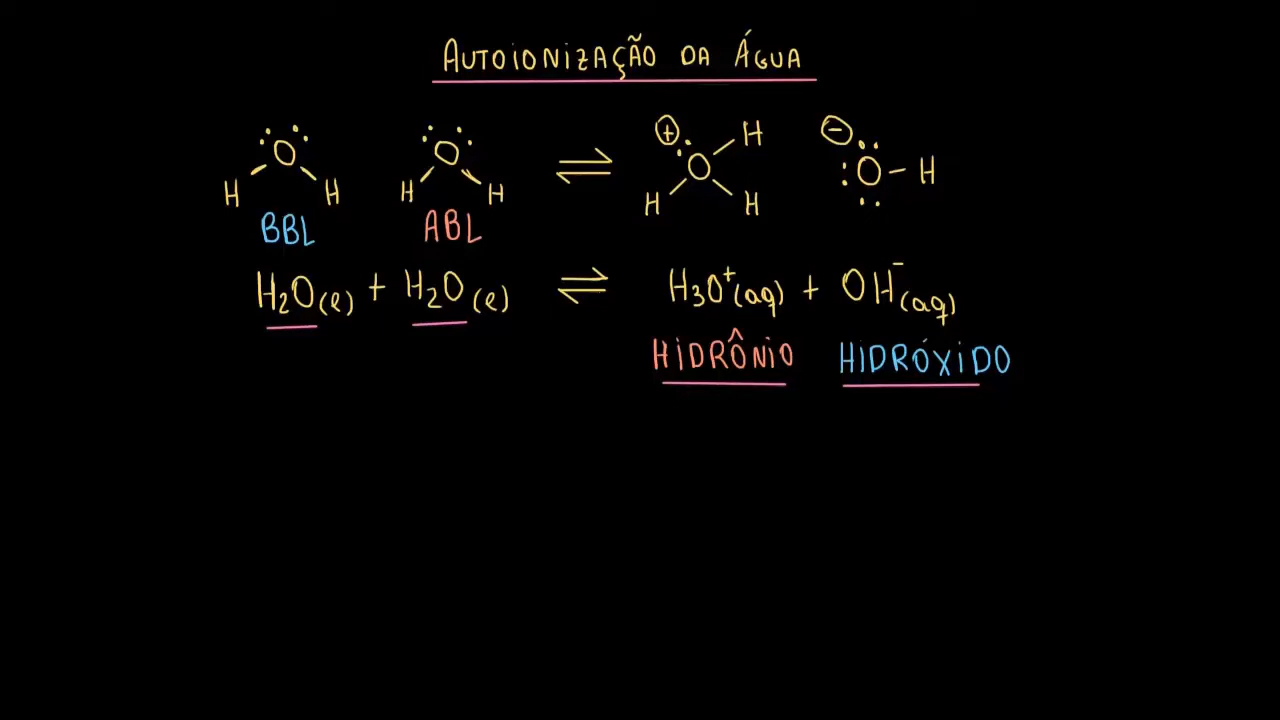 AUTOIONIZAÇÃO DA ÁGUA
H O H H O H ⇌ + O H H H − O – H
BBL ABL
H₂O(l) + H₂O(l) ⇌ H₃O⁺(aq) + OH⁻(aq)
HIDRÔNIO HIDRÓXIDO